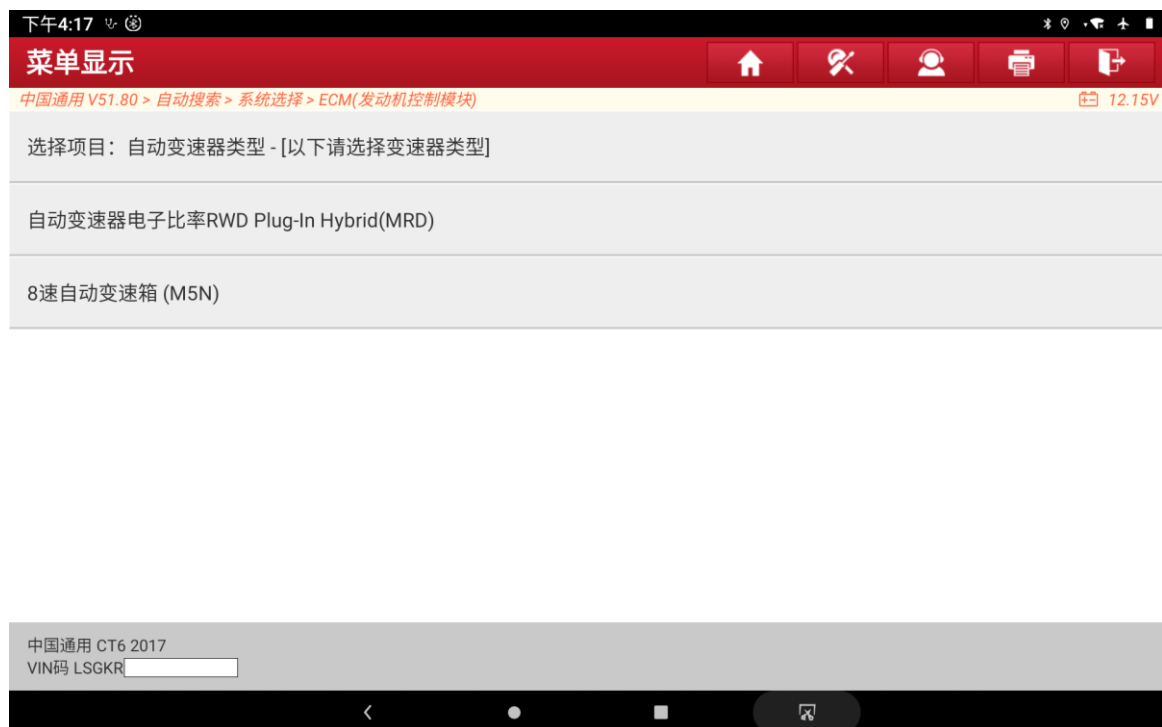 下午4:17
菜单显示
中国通用 V51.80 > 自动搜索 > 系统选择 > ECM(发动机控制模块)
12.15V
选择项目：自动变速器类型 - [以下请选择变速器类型]
自动变速器电子比率RWD Plug-In Hybrid(MRD)
8速自动变速箱 (M5N)
中国通用 CT6 2017
VIN码 LSGKR